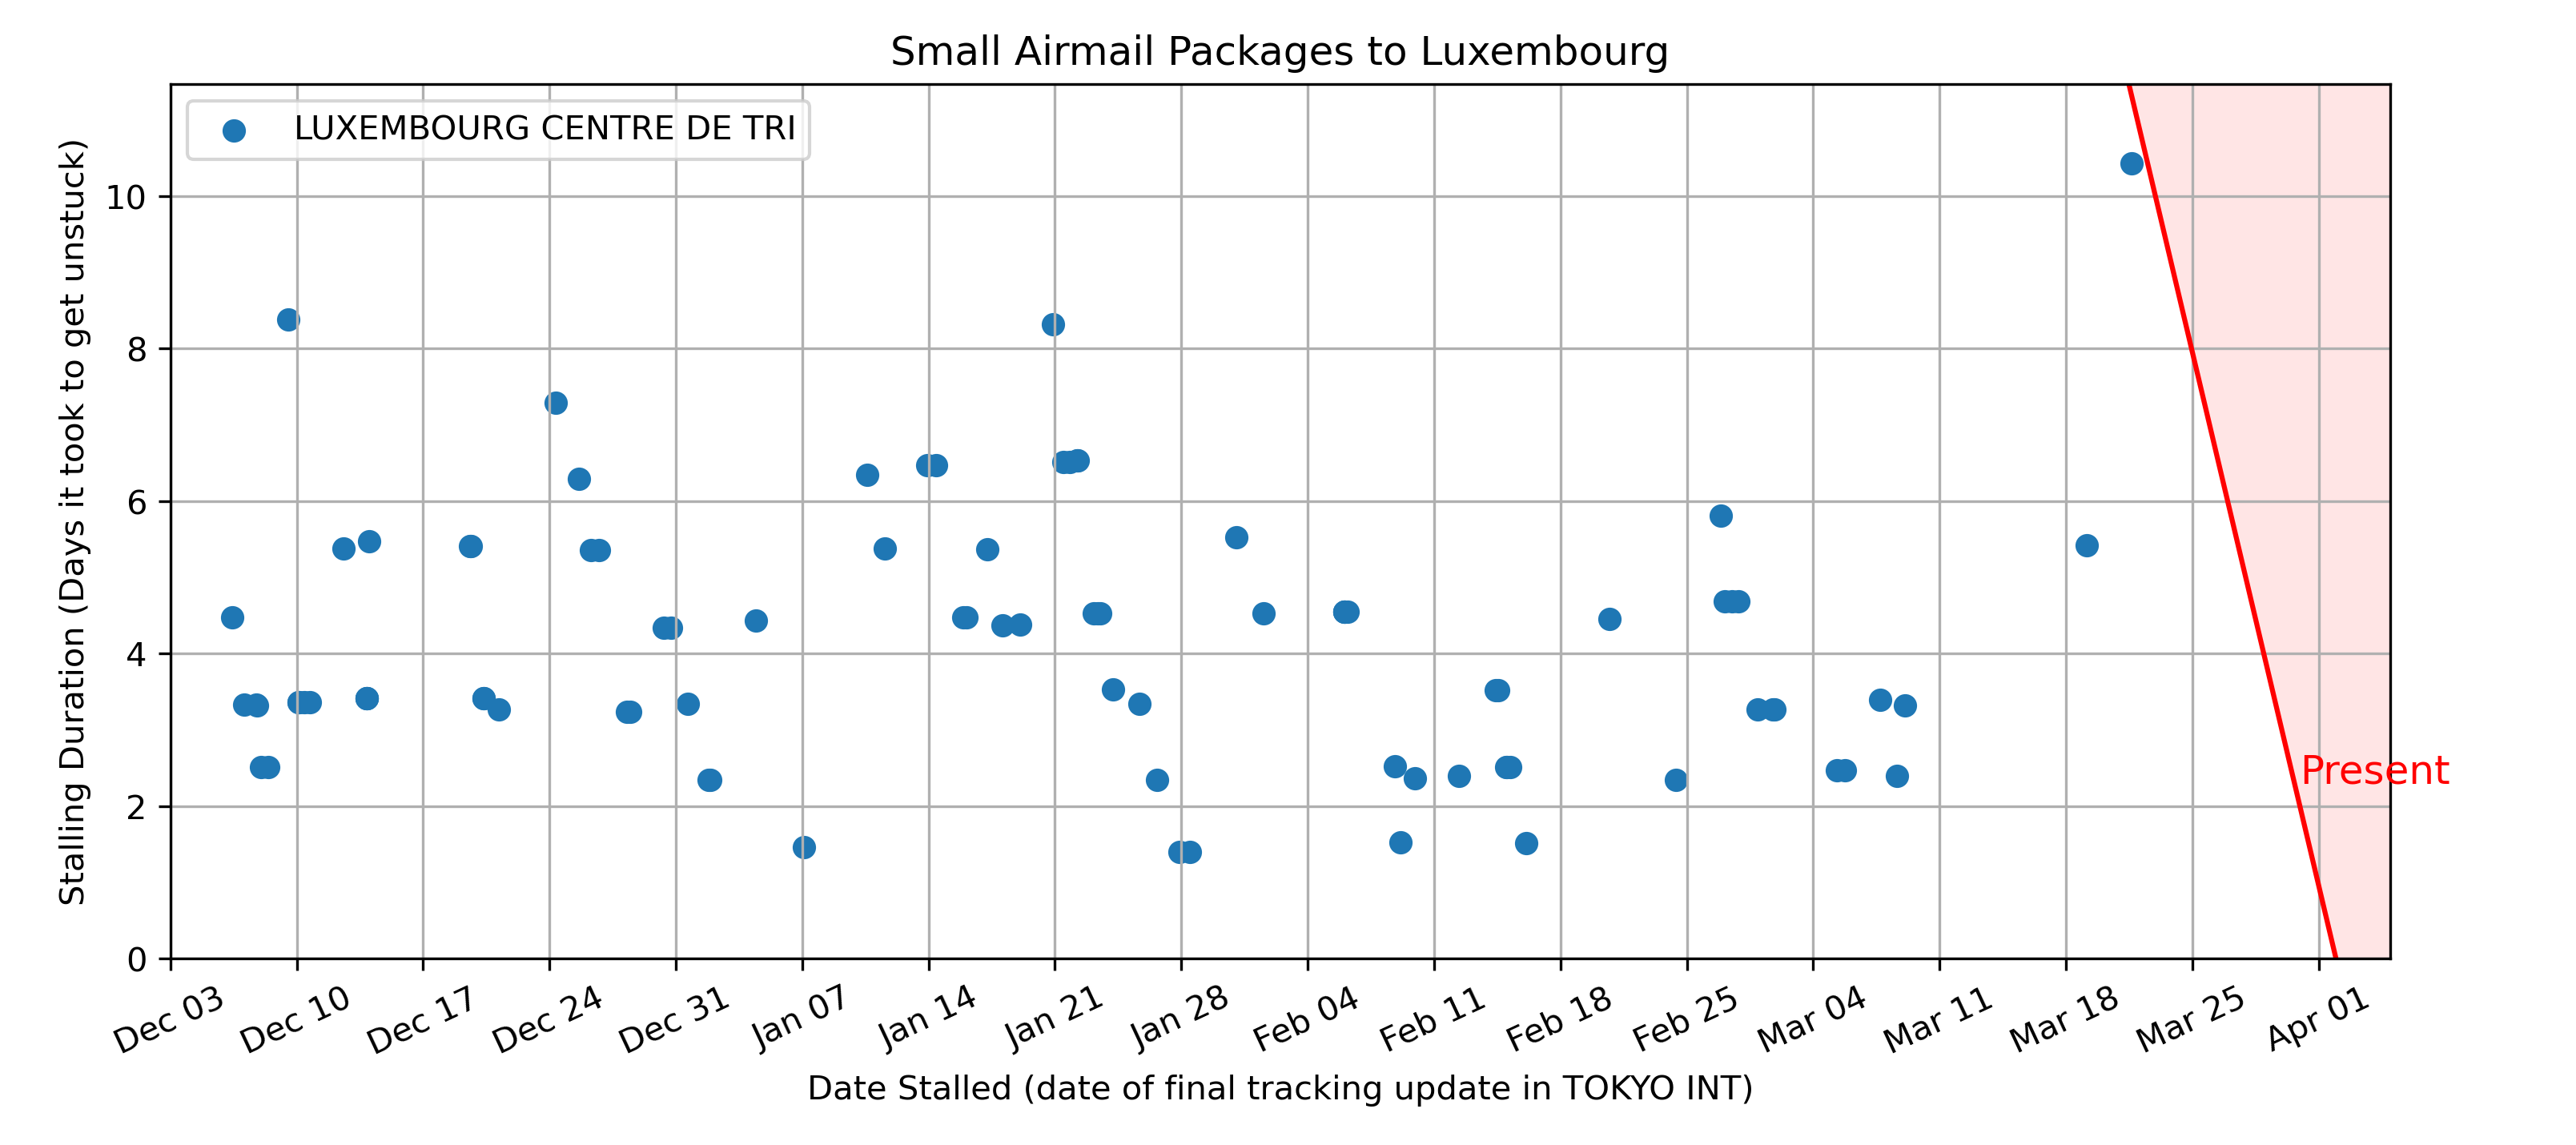 Small Airmail Packages to Luxembourg
LUXEMBOURG CENTRE DE TRI
Stalling Duration (Days it took to get unstuck)
10
8
6
4
2
0
Present
Dec 03
Dec 10
Dec 17
Dec 24
Dec 31
Jan 07
Jan 14
Jan 21
Jan 28
Feb 04
Feb 11
Feb 18
Feb 25
Mar 04
Mar 11
Mar 18
Mar 25
Apr 01
Date Stalled (date of final tracking update in TOKYO INT)